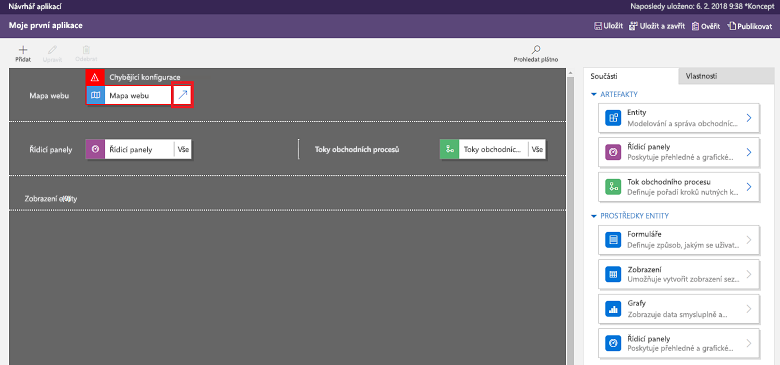 Návrhář aplikací
Naposledy uloženo: 6. 2. 2018 9:38 *Koncept
Moje první aplikace
Uložit
Uložit a zavřít
Ověřit
Publikovat
Přidat
Upravit
Odebrat
Prohledat plátno
Chybějící konfigurace
Mapa webu
Mapa webu
Řídicí panely
Řídicí panely
Vše
Toky obchodních procesů
Toky obchodníc...
Vše
Zobrazení entity
Součásti
Vlastnosti
ARTEFAKTY
Entity
Modelování a správa obchodníc...
Řídicí panely
Poskytuje přehledné a grafické...
Tok obchodního procesu
Definuje pořadí kroků nutných k...
PROSTŘEDKY ENTITY
Formuláře
Definuje způsob, jakým se uživat...
Zobrazení
Umožňuje vytvořit zobrazení sez...
Grafy
Zobrazuje data smysluplně a...
Řídicí panely
Poskytuje přehledné a grafické...